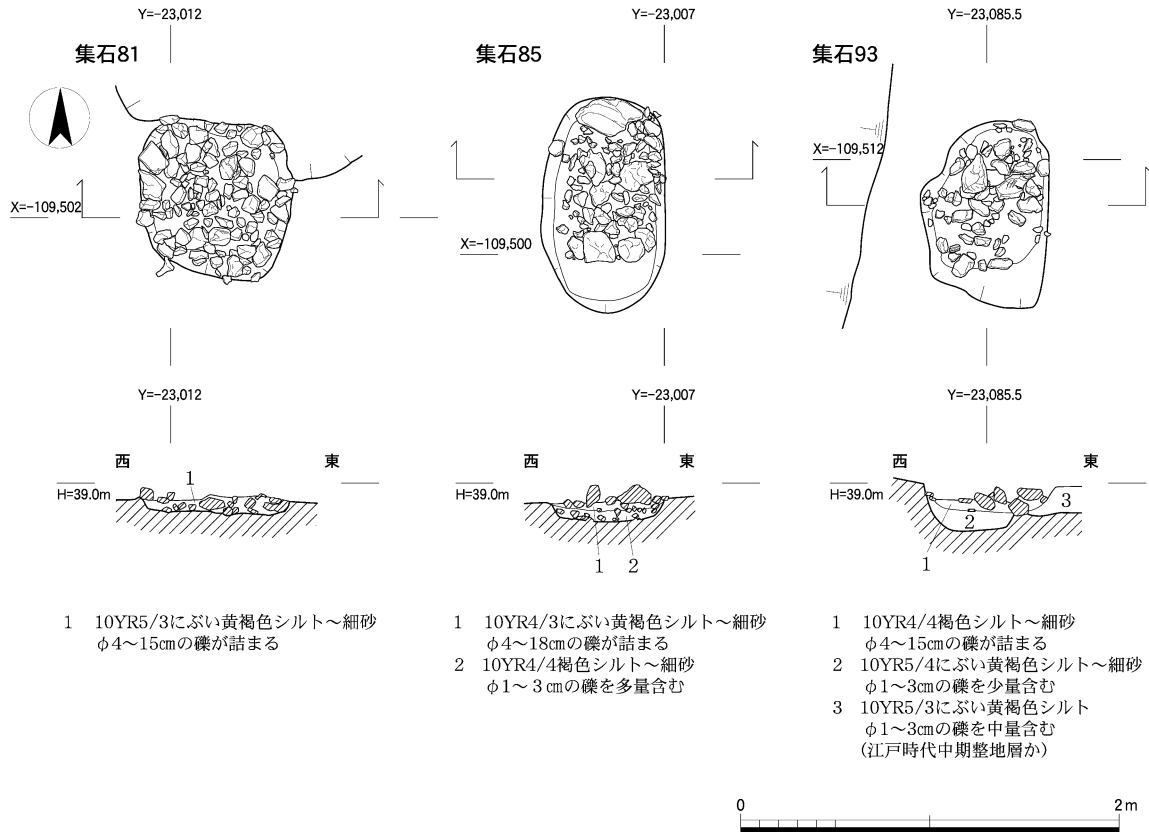 Y=−23,012
Y=−23,007
Y=−23,085.5
集石81
集石85
集石93
X=−109,512
X=−109,502
X=−109,500
Y=−23,012
Y=−23,007
Y=−23,085.5
西
東
西
東
西
東
H=39.0m
1
H=39.0m
1
2
H=39.0m
1
2
3
1 10YR5/3にぶい黄褐色シルト〜細砂
φ4〜15㎝の礫が詰まる
1 10YR4/3にぶい黄褐色シルト〜細砂
φ4〜18㎝の礫が詰まる
2 10YR4/4褐色シルト〜細砂
φ1〜3㎝の礫を多量含む
1 10YR4/4褐色シルト〜細砂
φ4〜15㎝の礫が詰まる
2 10YR5/4にぶい黄褐色シルト〜細砂
φ1〜3㎝の礫を少量含む
3 10YR5/3にぶい黄褐色シルト
φ1〜3㎝の礫を中量含む
(江戸時代中期整地層か)
0
2m